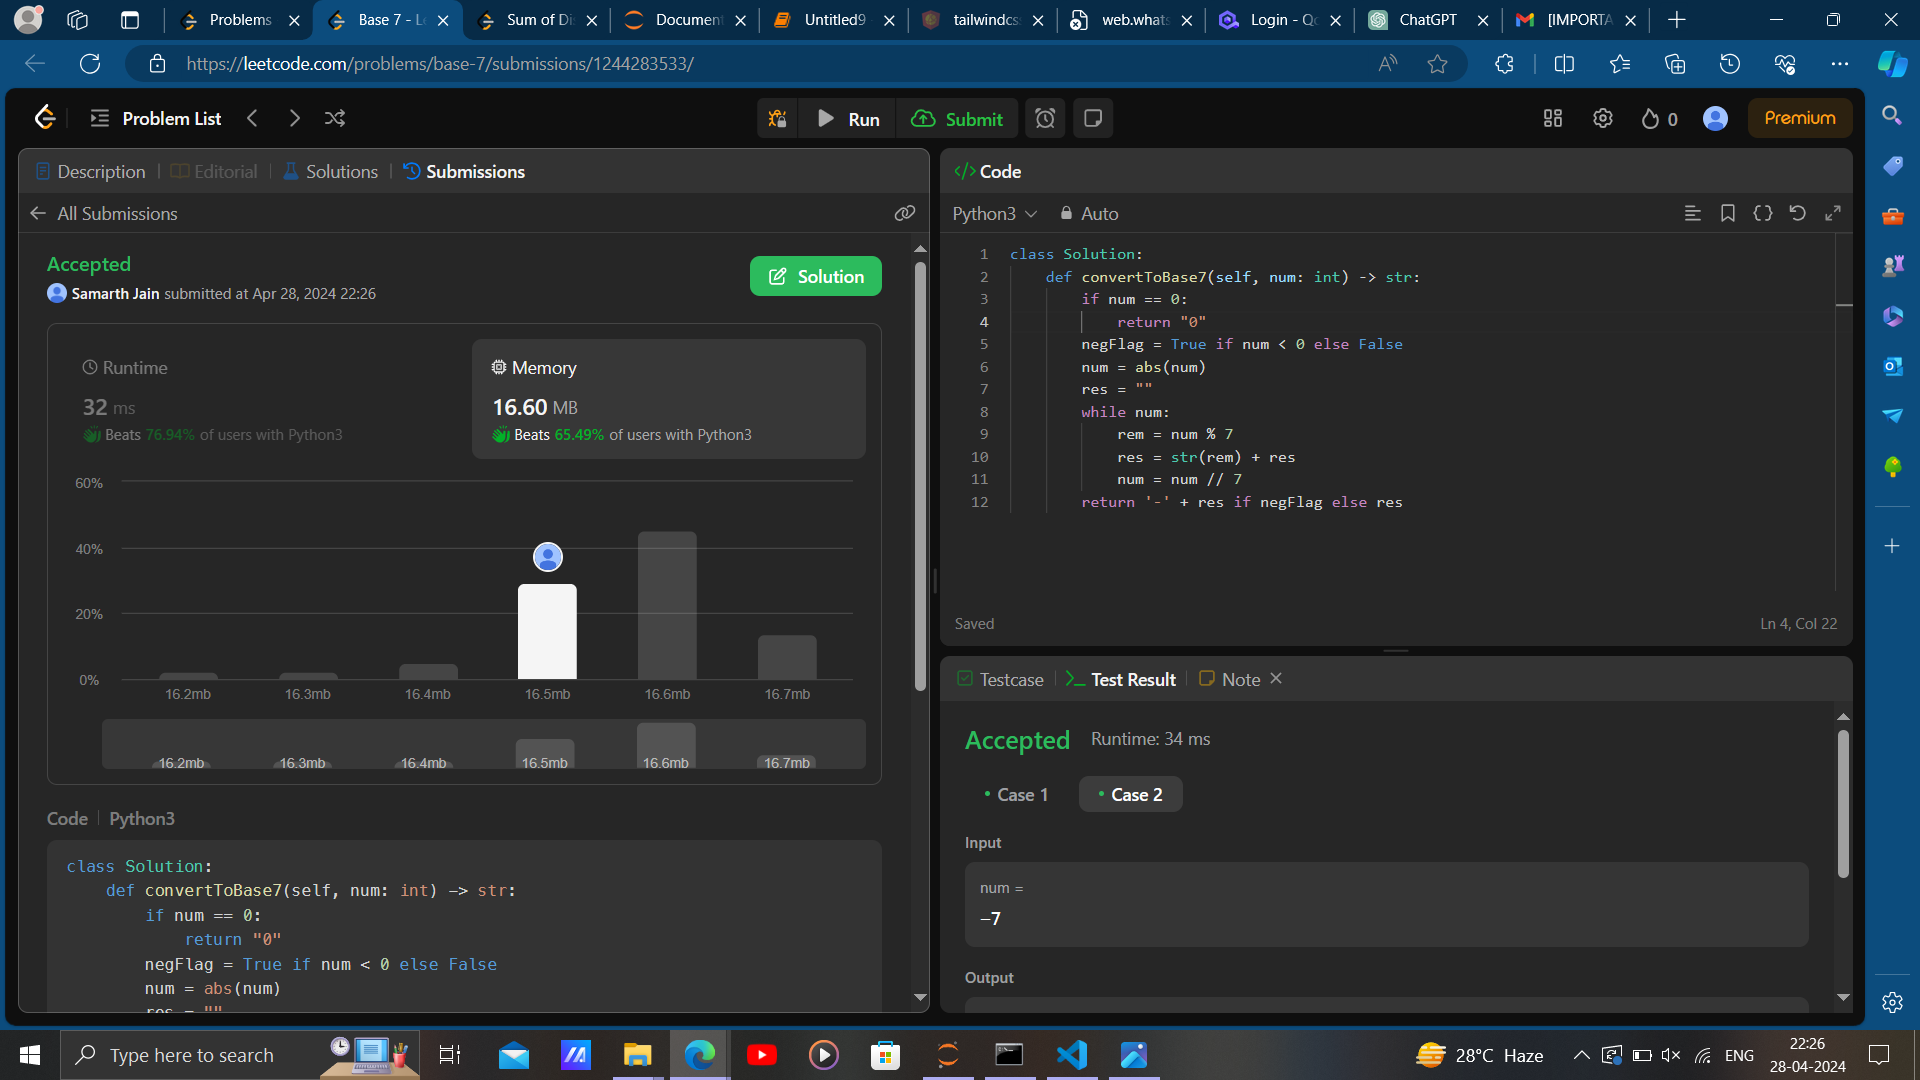 Problems
Base 7 - Le
Sum of Dis
Document
Untitled9
tailwindcss
web.whats
Login - Qo
ChatGPT
[IMPORTA
https://leetcode.com/problems/base-7/submissions/1244283533/
Problem List
Run
Submit
0
Premium
Description
Editorial
Solutions
Submissions
All Submissions
Accepted
Samarth Jain submitted at Apr 28, 2024 22:26
Solution
Runtime
32 ms
Beats 76.94% of users with Python3
Memory
16.60 MB
Beats 65.49% of users with Python3
60%
40%
20%
0%
16.2mb 16.3mb 16.4mb 16.5mb 16.6mb 16.7mb
16.2mb 16.3mb 16.4mb 16.5mb 16.6mb 16.7mb
Code | Python3
class Solution:
    def convertToBase7(self, num: int) -> str:
        if num == 0:
            return "0"
        negFlag = True if num < 0 else False
        num = abs(num)
        res = ""
</> Code
Python3
Auto
1 class Solution:
2     def convertToBase7(self, num: int) -> str:
3         if num == 0:
4             return "0"
5         negFlag = True if num < 0 else False
6         num = abs(num)
7         res = ""
8         while num:
9             rem = num % 7
10             res = str(rem) + res
11             num = num // 7
12         return '-' + res if negFlag else res
Saved
Ln 4, Col 22
Testcase
Test Result
Note
Accepted
Runtime: 34 ms
• Case 1
• Case 2
Input
num =
-7
Output
Type here to search
28°C Haze
ENG
22:26
28-04-2024